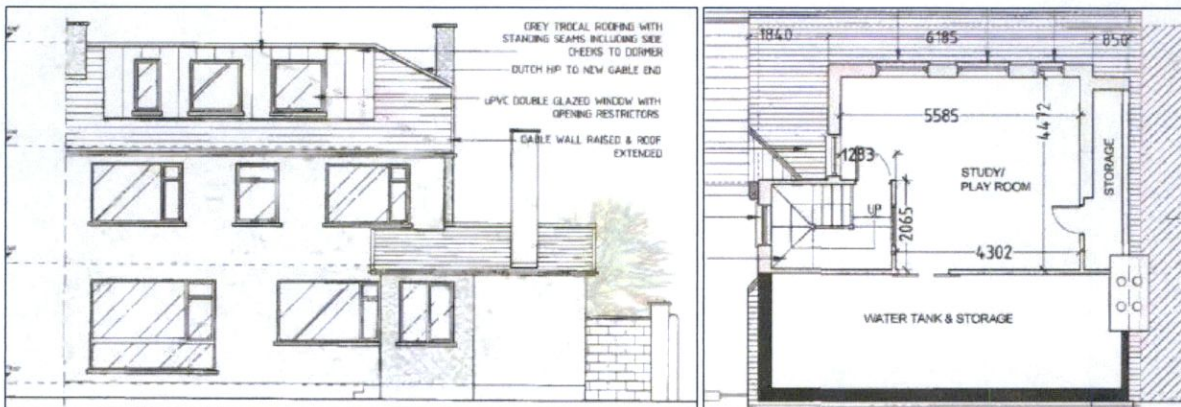 GREY TROCAL ROOFING WITH
STANDING SEAMS INCLUDING SIDE
CHEEKS TO DORMER
DUTCH HIP TO NEW GABLE END
uPVC DOUBLE GLAZED WINDOW WITH
OPENING RESTRICTORS
GABLE WALL RAISED & ROOF
EXTENDED
1840
6185
850
5585
4472
1283
STORAGE
STUDY/
PLAY ROOM
UP
2065
4302
WATER TANK & STORAGE